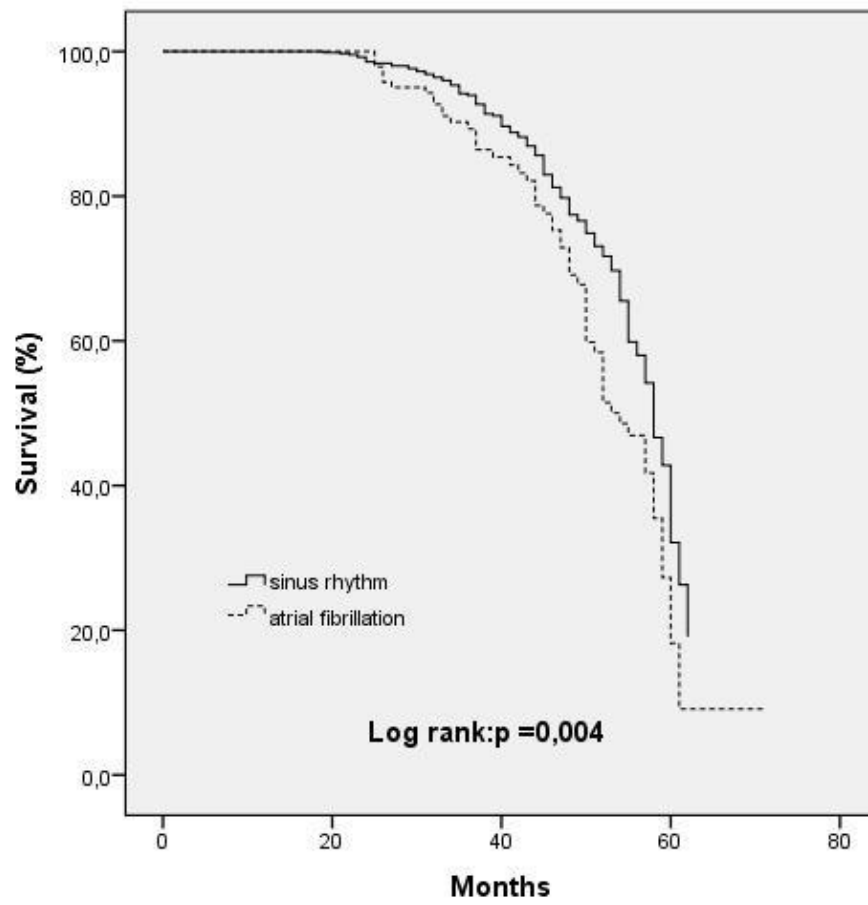 100,0
80,0
60,0
40,0
20,0
0,0
Survival (%)
sinus rhythm
atrial fibrillation
Log rank:p =0,004
0 20 40 60 80
Months